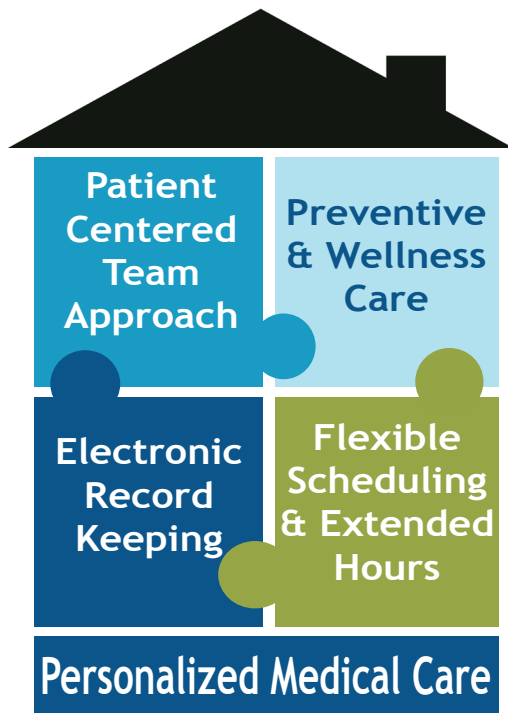 Patient
Centered
Team
Approach
Preventive
& Wellness
Care
Electronic
Record
Keeping
Flexible
Scheduling
& Extended
Hours
Personalized Medical Care